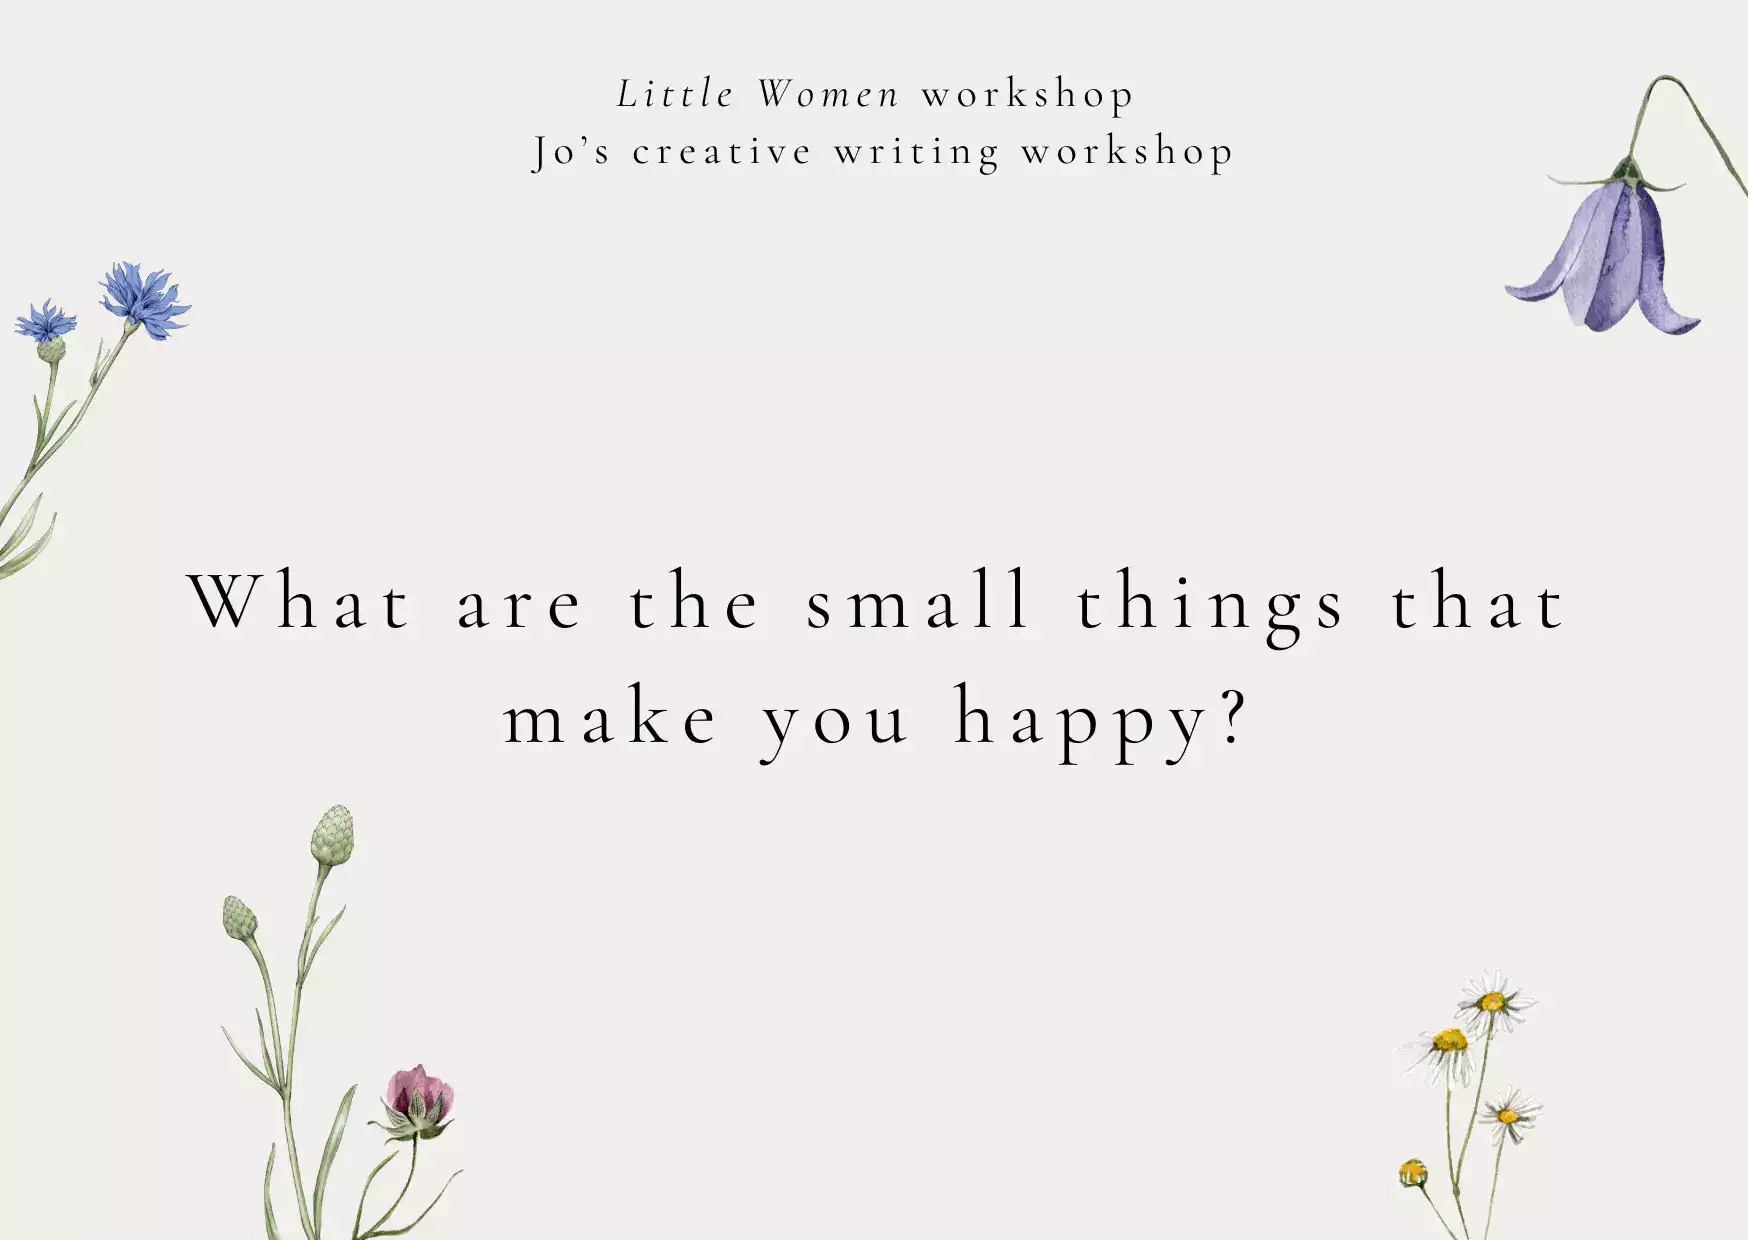 Little Women workshop
Jo’s creative writing workshop
What are the small things that
make you happy?